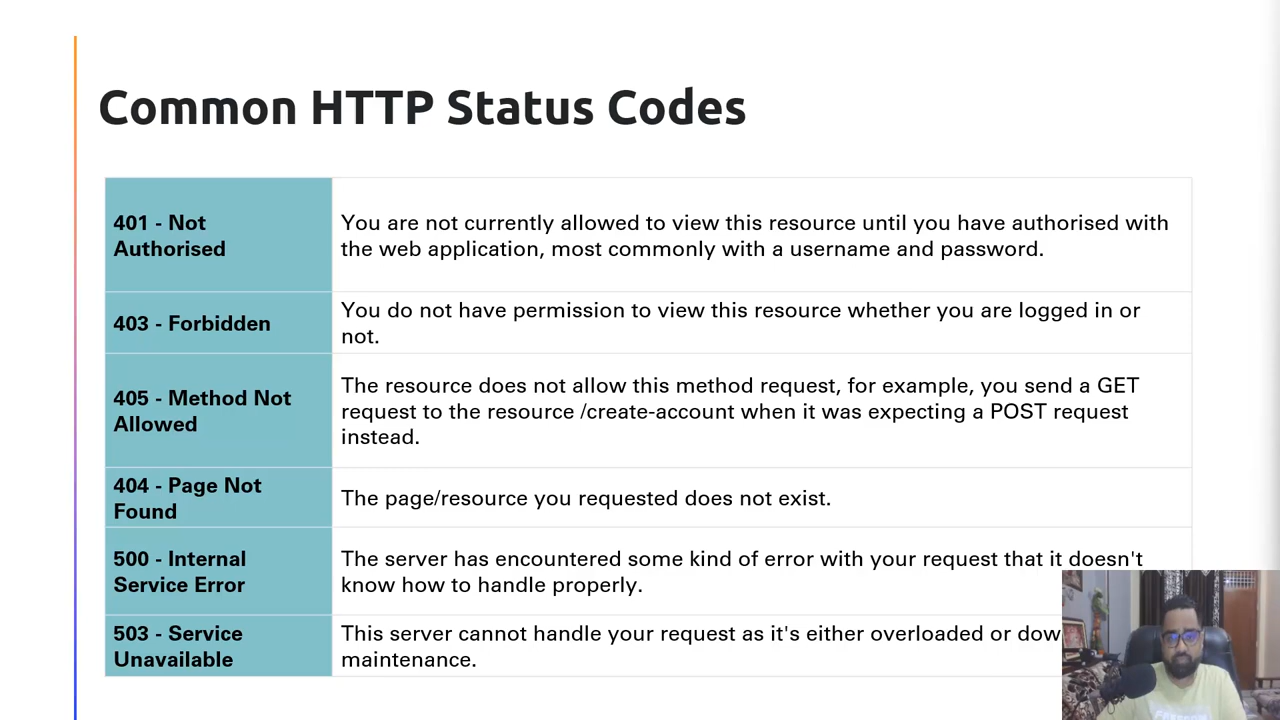 Common HTTP Status Codes
401 - Not
Authorised
You are not currently allowed to view this resource until you have authorised with
the web application, most commonly with a username and password.
403 - Forbidden
You do not have permission to view this resource whether you are logged in or
not.
405 - Method Not
Allowed
The resource does not allow this method request, for example, you send a GET
request to the resource /create-account when it was expecting a POST request
instead.
404 - Page Not
Found
The page/resource you requested does not exist.
500 - Internal
Service Error
The server has encountered some kind of error with your request that it doesn't
know how to handle properly.
503 - Service
Unavailable
This server cannot handle your request as it's either overloaded or
maintenance.